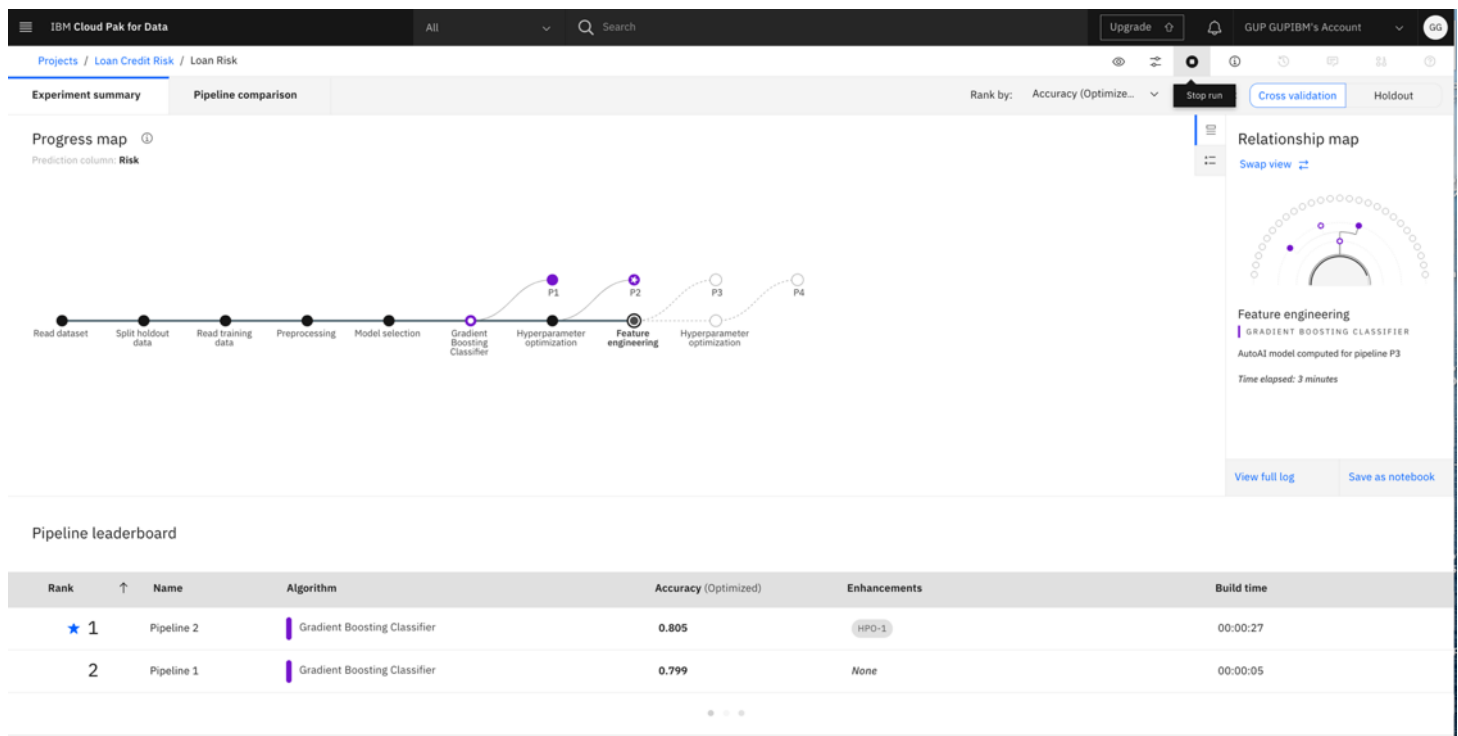 IBM Cloud Pak for Data
All
Search
Upgrade
GUP GUPIBM's Account
GG
Projects / Loan Credit Risk / Loan Risk
Stop run
Experiment summary
Pipeline comparison
Rank by:
Accuracy (Optimize...
Cross validation
Holdout
Progress map
Prediction column: Risk
P1
P2
P3
P4
Read dataset
Split holdout
data
Read training
data
Preprocessing
Model selection
Gradient
Boosting
Classifier
Hyperparameter
optimization
Feature
engineering
Hyperparameter
optimization
Relationship map
Swap view
Feature engineering
GRADIENT BOOSTING CLASSIFIER
AutoAI model computed for pipeline P3
Time elapsed: 3 minutes
View full log
Save as notebook
Pipeline leaderboard
Rank Name Algorithm Accuracy (Optimized) Enhancements Build time
1 Pipeline 2 Gradient Boosting Classifier 0.805 HPO-1 00:00:27
2 Pipeline 1 Gradient Boosting Classifier 0.799 None 00:00:05